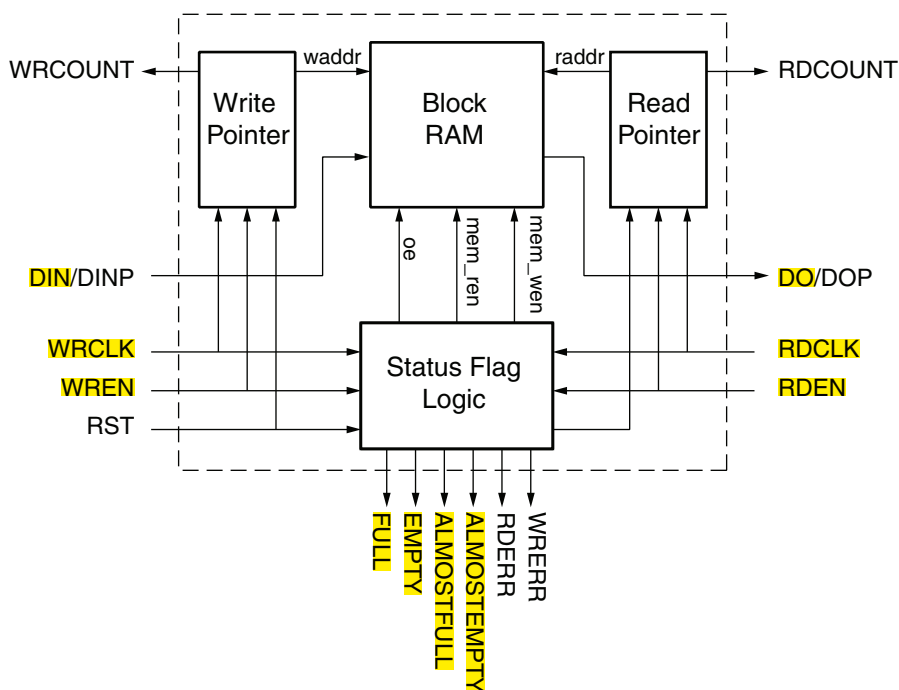 WRCOUNT
waddr
raddr
RDCOUNT
Write
Pointer
Block
RAM
Read
Pointer
oe
mem_ren
mem_wen
DIN/DINP
DO/DOP
WRCLK
RDCLK
Status Flag
Logic
WREN
RDEN
RST
FULL
EMPTY
ALMOSTFULL
ALMOSTEMPTY
RDERR
WRERR